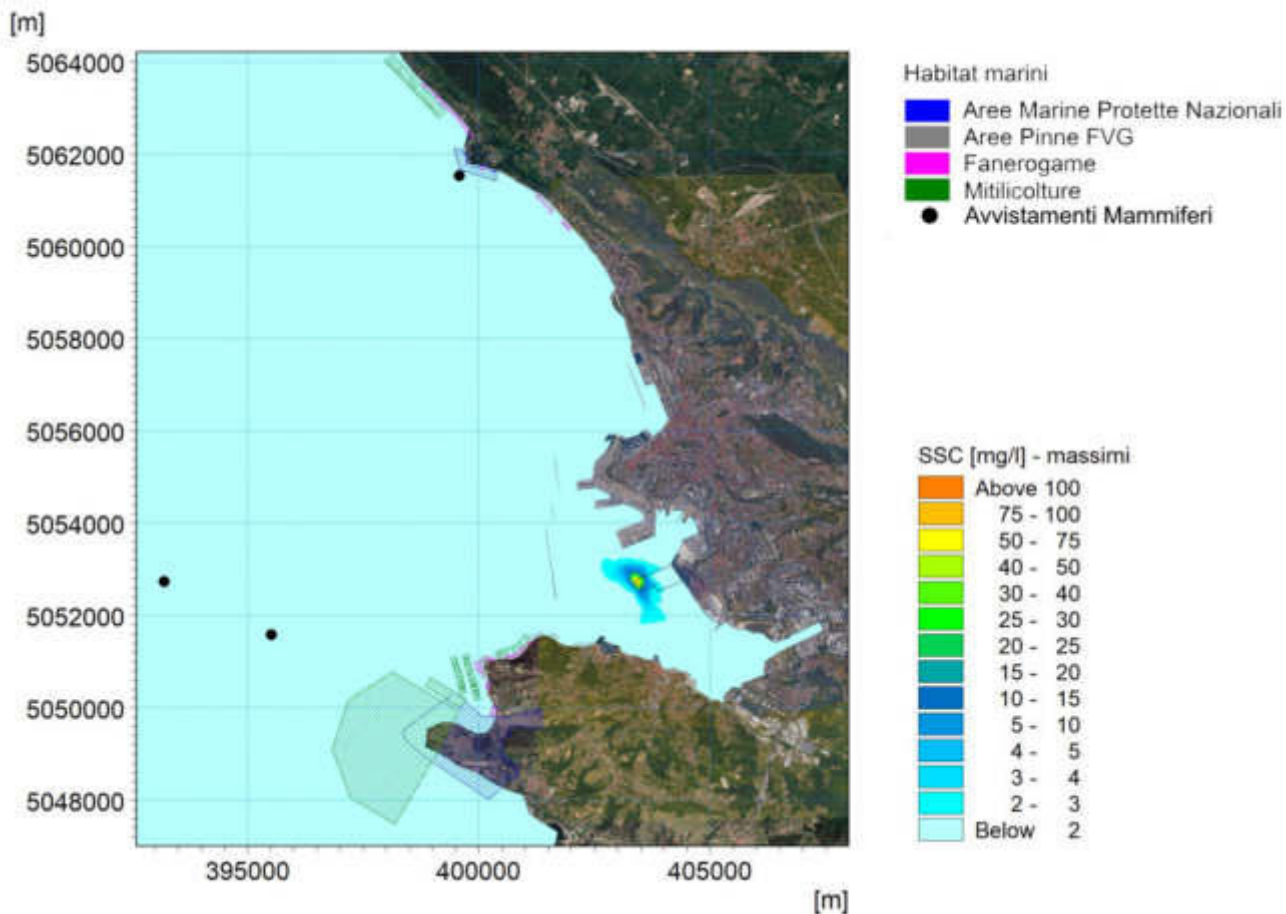 [m]
5064000
5062000
5060000
5058000
5056000
5054000
5052000
5050000
5048000
395000
400000
405000
[m]
Habitat marini
Aree Marine Protette Nazionali
Aree Pinne FVG
Fanerogame
Mitilicolture
Avvistamenti Mammiferi
SSC [mg/l] - massimi
Above 100
75 - 100
50 - 75
40 - 50
30 - 40
25 - 30
20 - 25
15 - 20
10 - 15
5 - 10
4 - 5
3 - 4
2 - 3
Below 2